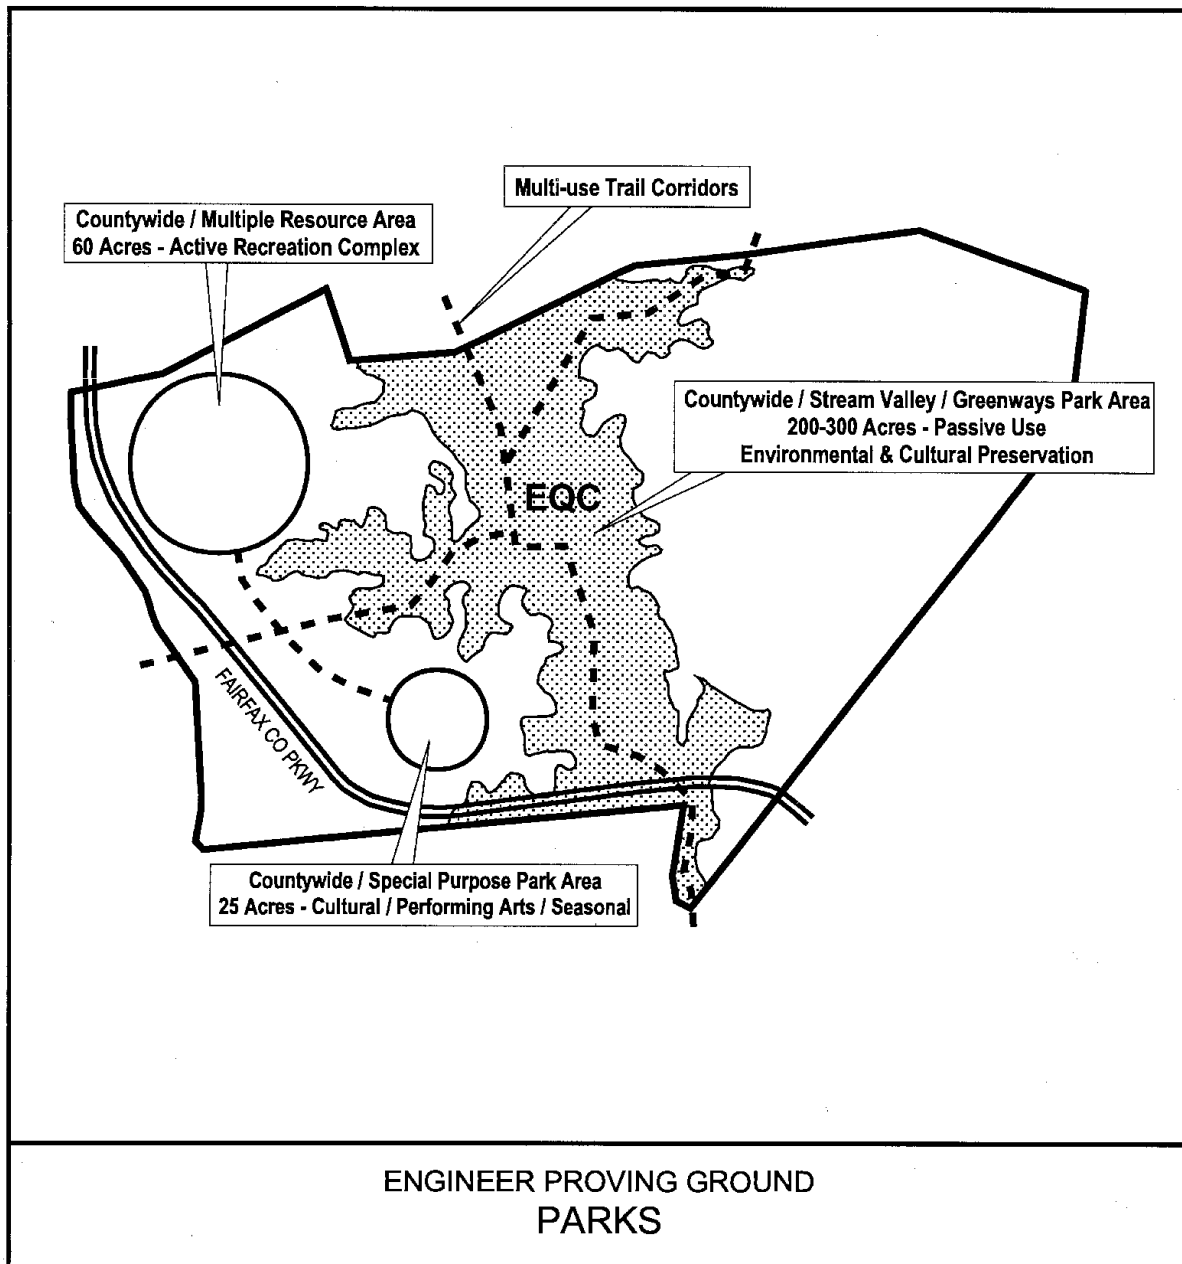 Multi-use Trail Corridors
Countywide / Multiple Resource Area
60 Acres - Active Recreation Complex
Countywide / Stream Valley / Greenways Park Area
200-300 Acres - Passive Use
Environmental & Cultural Preservation
EQC
FAIRFAX CO PKWY
Countywide / Special Purpose Park Area
25 Acres - Cultural / Performing Arts / Seasonal
ENGINEER PROVING GROUND
PARKS